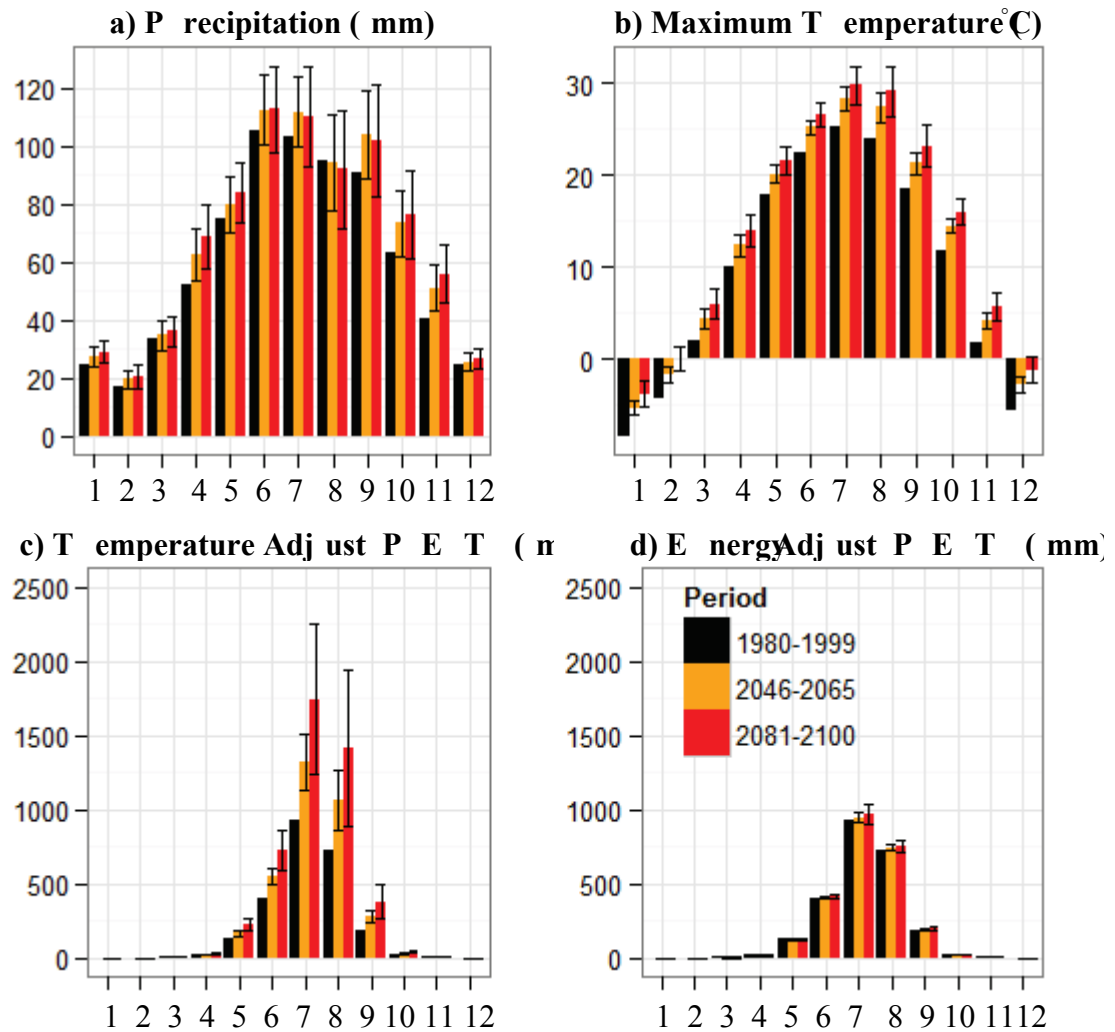 a) P recipitation ( mm)
b) Maximum T emperature (°C)
120
100
80
60
40
20
0
1 2 3 4 5 6 7 8 9 10 11 12
30
20
10
0
1 2 3 4 5 6 7 8 9 10 11 12
c) T emperature Adj ust P E T ( m
d) E nergy Adj ust P E T ( mm)
2500
2000
1500
1000
500
0
1 2 3 4 5 6 7 8 9 10 11 12
2500
2000
1500
1000
500
0
Period
1980-1999
2046-2065
2081-2100
1 2 3 4 5 6 7 8 9 10 11 12